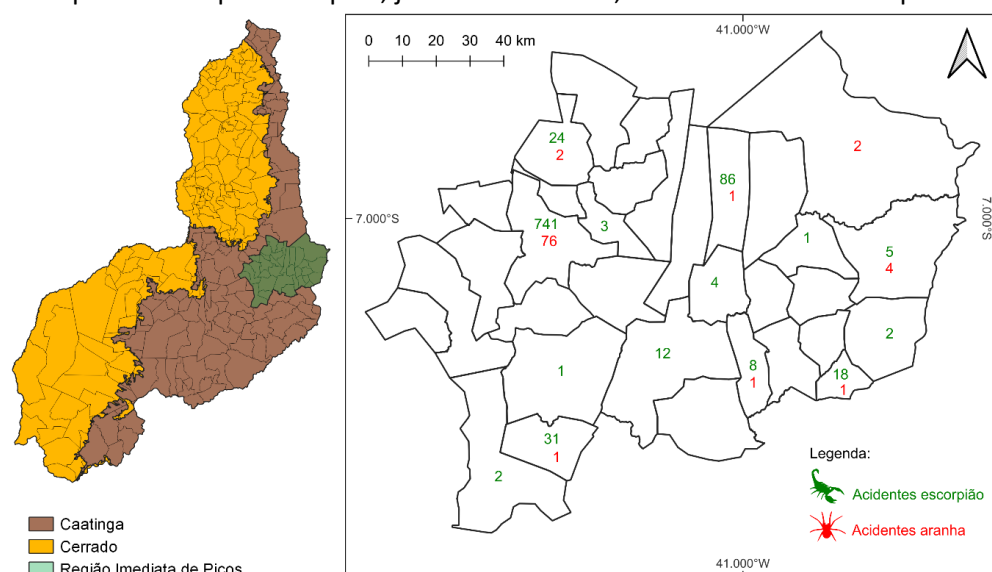 0 10 20 30 40 km
41.000°W
24
2
86
1
2
7.000°S
7.000°S
741
76
3
1
5
4
4
2
12
8
1
1
18
1
31
1
2
Legenda:
Acidentes escorpião
Acidentes aranha
Caatinga
Cerrado
Região Imediata de Picos
41.000°W